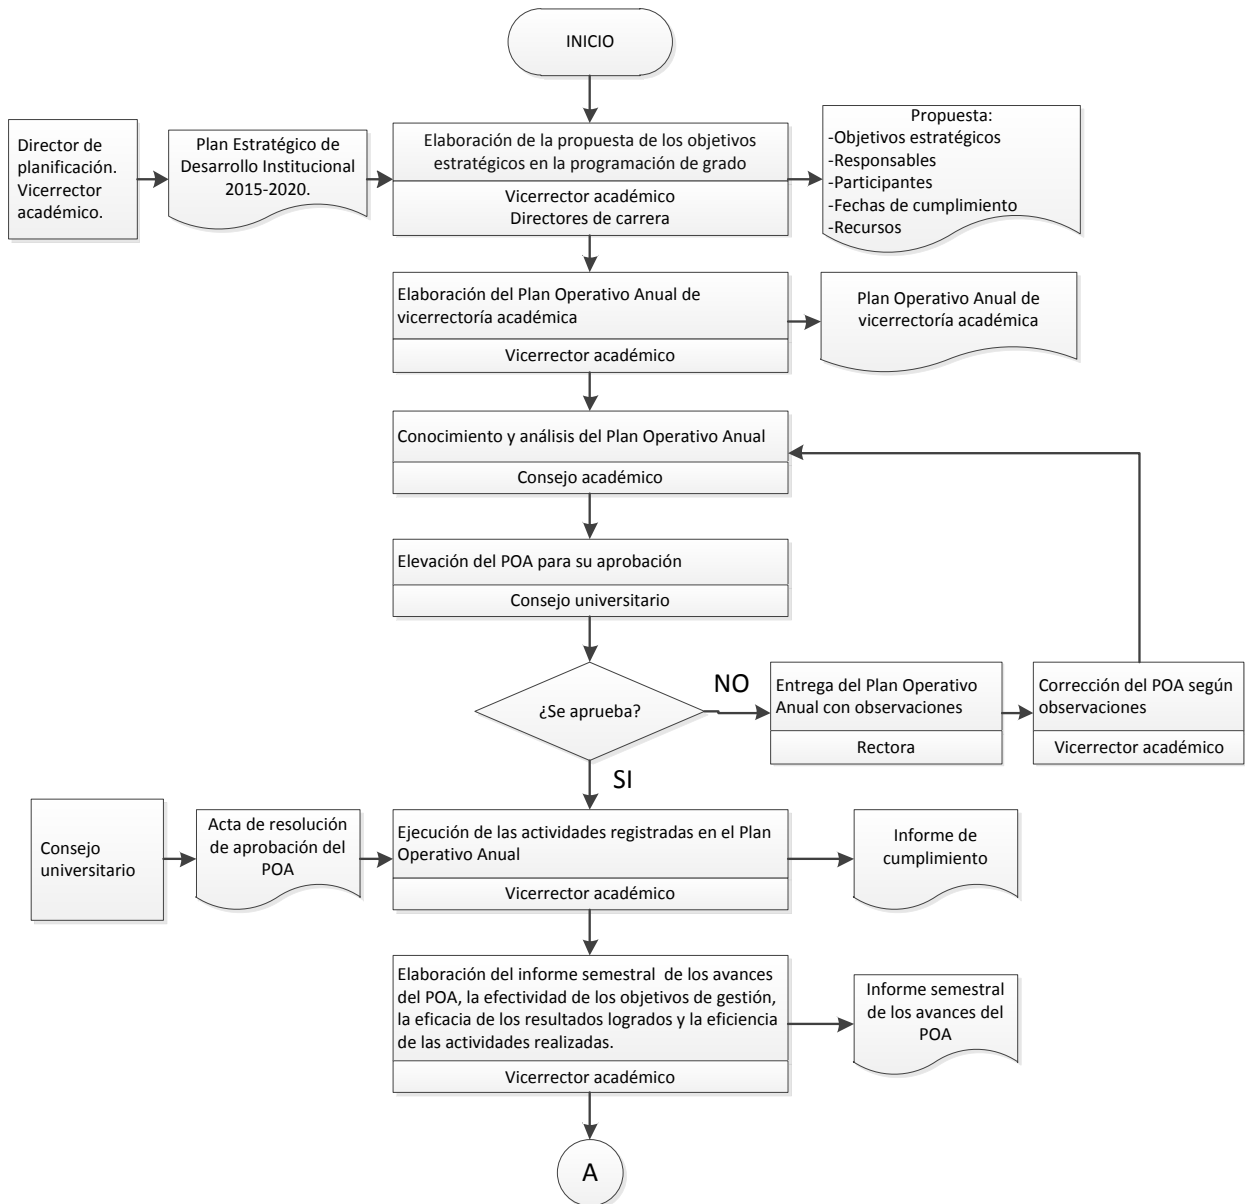 INICIO
Director de
planificación.
Vicerrector
académico.
Plan Estratégico de
Desarrollo Institucional
2015-2020.
Elaboración de la propuesta de los objetivos
estratégicos en la programación de grado
Vicerrector académico
Directores de carrera
Propuesta:
-Objetivos estratégicos
-Responsables
-Participantes
-Fechas de cumplimiento
-Recursos
Elaboración del Plan Operativo Anual de
vicerrectoría académica
Vicerrector académico
Plan Operativo Anual de
vicerrectoría académica
Conocimiento y análisis del Plan Operativo Anual
Consejo académico
Elevación del POA para su aprobación
Consejo universitario
¿Se aprueba?
NO
Entrega del Plan Operativo
Anual con observaciones
Rectora
Corrección del POA según
observaciones
Vicerrector académico
SI
Consejo
universitario
Acta de resolución
de aprobación del
POA
Ejecución de las actividades registradas en el Plan
Operativo Anual
Vicerrector académico
Informe de
cumplimiento
Elaboración del informe semestral  de los avances
del POA, la efectividad de los objetivos de gestión,
la eficacia de los resultados logrados y la eficiencia
de las actividades realizadas.
Vicerrector académico
Informe semestral
de los avances del
POA
A